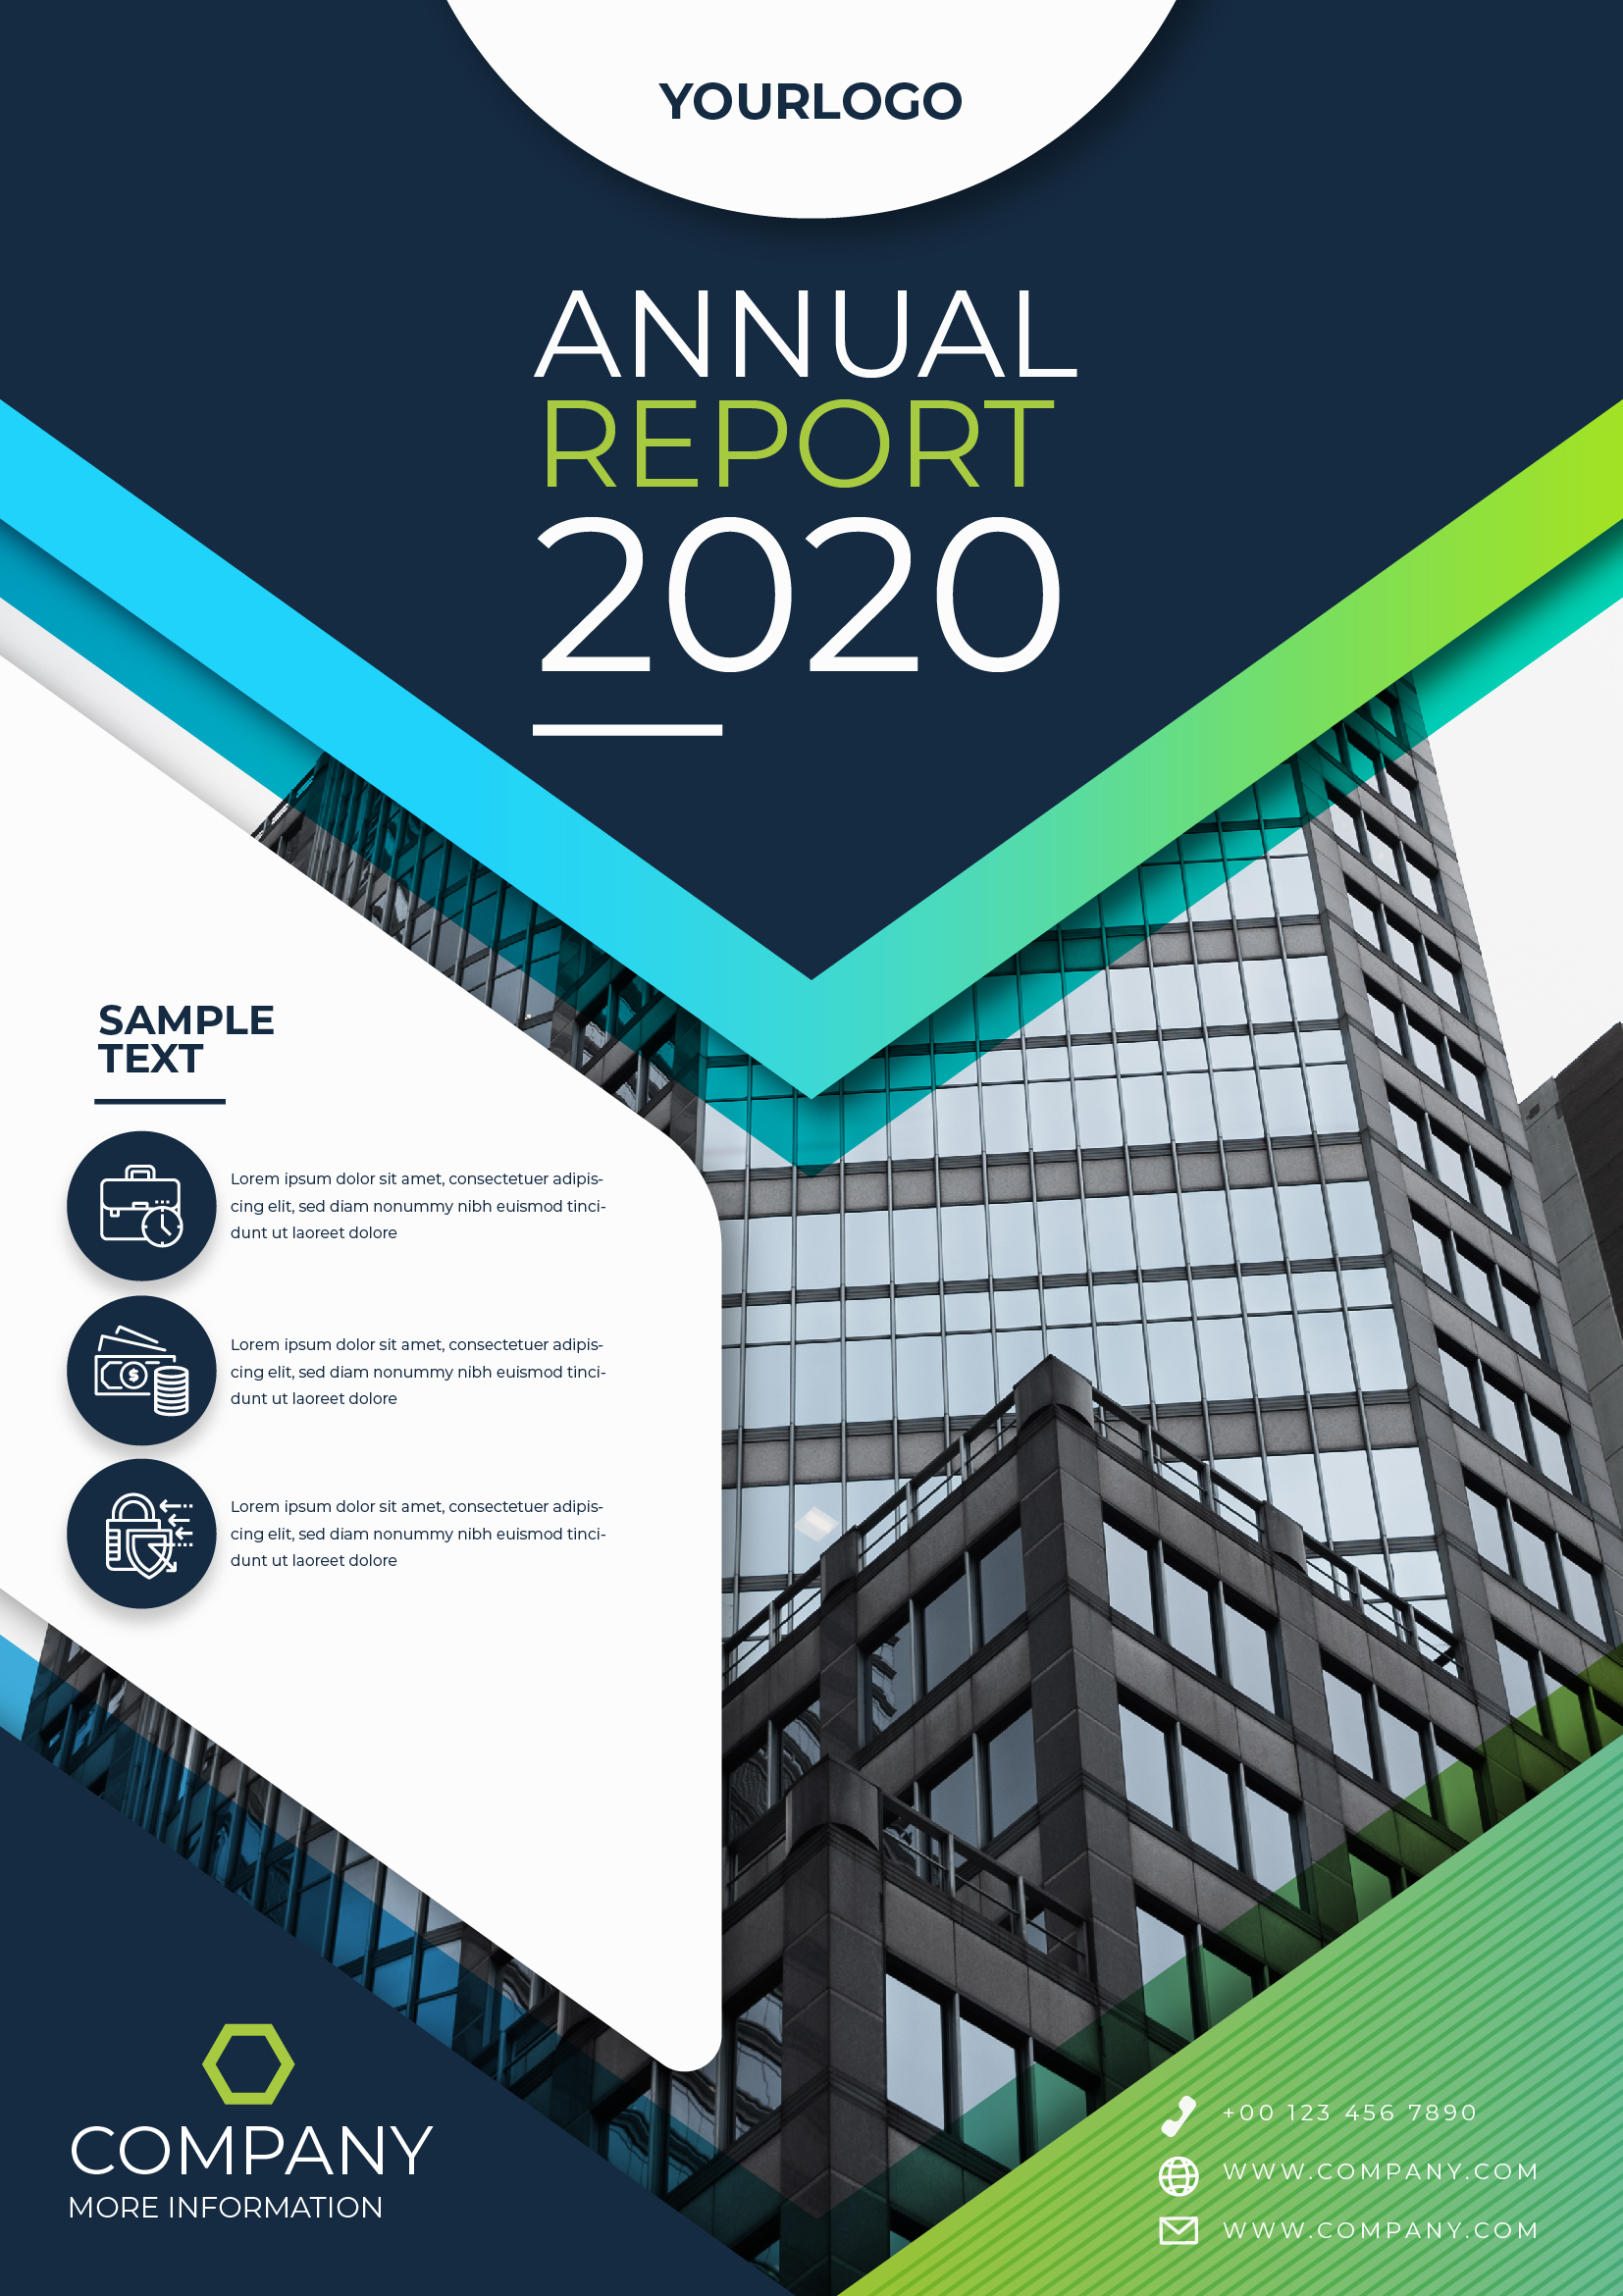 YOURLOGO
ANNUAL
REPORT
2020
SAMPLE
TEXT
Lorem ipsum dolor sit amet, consectetuer adipis-
cing elit, sed diam nonummy nibh euismod tinci-
dunt ut laoreet dolore
Lorem ipsum dolor sit amet, consectetuer adipis-
cing elit, sed diam nonummy nibh euismod tinci-
dunt ut laoreet dolore
Lorem ipsum dolor sit amet, consectetuer adipis-
cing elit, sed diam nonummy nibh euismod tinci-
dunt ut laoreet dolore
COMPANY
MORE INFORMATION
+00 123 456 7890
WWW.COMPANY.COM
WWW.COMPANY.COM